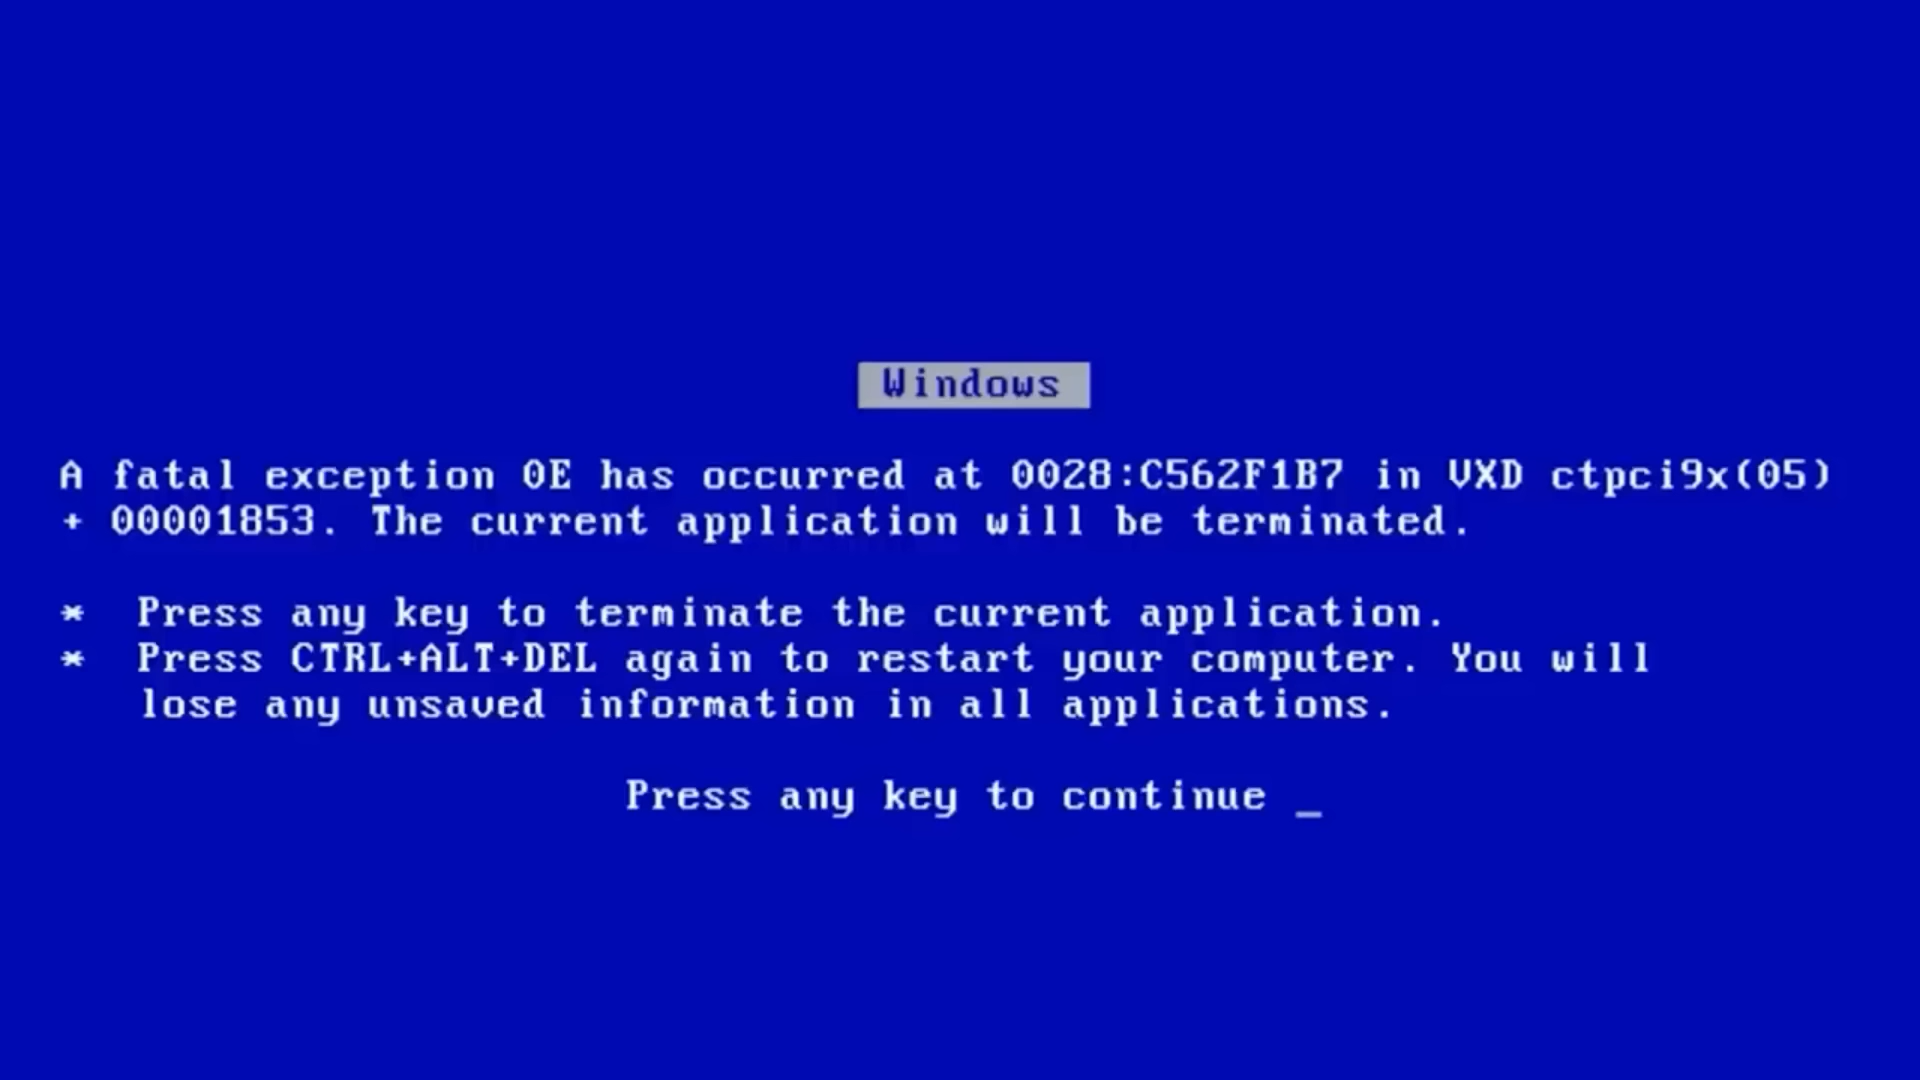 Windows
A fatal exception 0E has occurred at 0028:C562F1B7 in VXD ctpci9x(05)
+ 00001853. The current application will be terminated.
* Press any key to terminate the current application.
* Press CTRL+ALT+DEL again to restart your computer. You will
lose any unsaved information in all applications.
Press any key to continue _